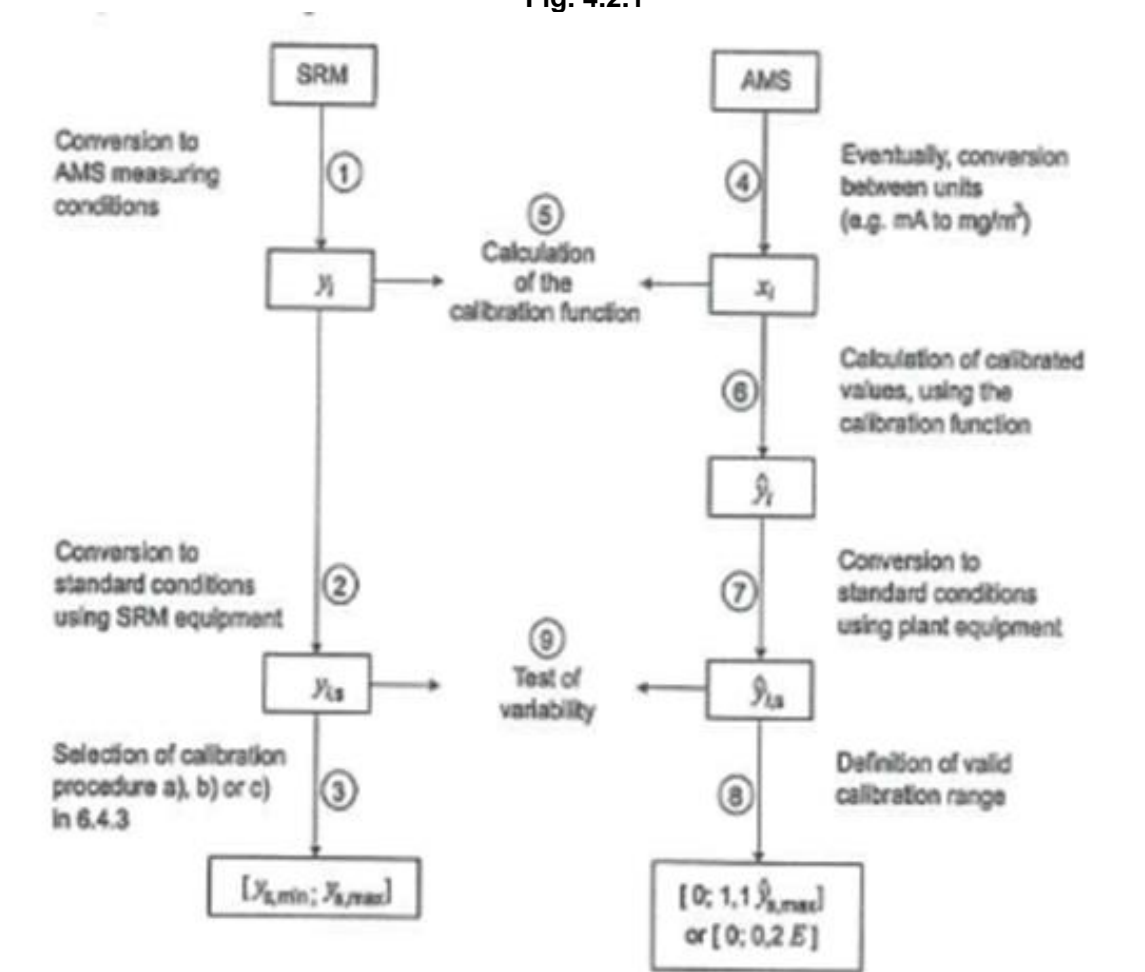 Fig. 4.2.1
SRM
AMS
Conversion to
AMS measuring
conditions
①
④
Eventually, conversion
between units
(e.g. mA to mg/m³)
⑤
Calculation
of the
calibration function
yᵢ
xᵢ
⑥
Calculation of calibrated
values, using the
calibration function
ŷᵢ
Conversion to
standard conditions
using SRM equipment
②
⑦
Conversion to
standard conditions
using plant equipment
⑨
Test of
variability
yᵢ,ₛ
ŷᵢ,ₛ
Selection of calibration
procedure a), b) or c)
in 6.4.3
③
⑧
Definition of valid
calibration range
[yₛ,min; yₛ,max]
[0; 1,1 ŷₛ,max]
or [0; 0,2 E]